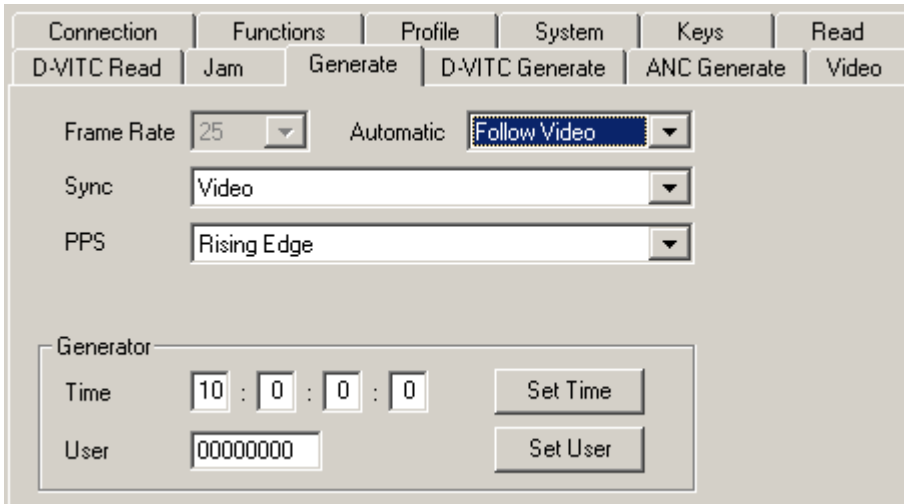 Connection Functions Profile System Keys Read
D-VITC Read Jam Generate D-VITC Generate ANC Generate Video
Frame Rate 25 Automatic Follow Video
Sync Video
PPS Rising Edge
Generator
Time 10 : 0 : 0 : 0 Set Time
User 00000000 Set User